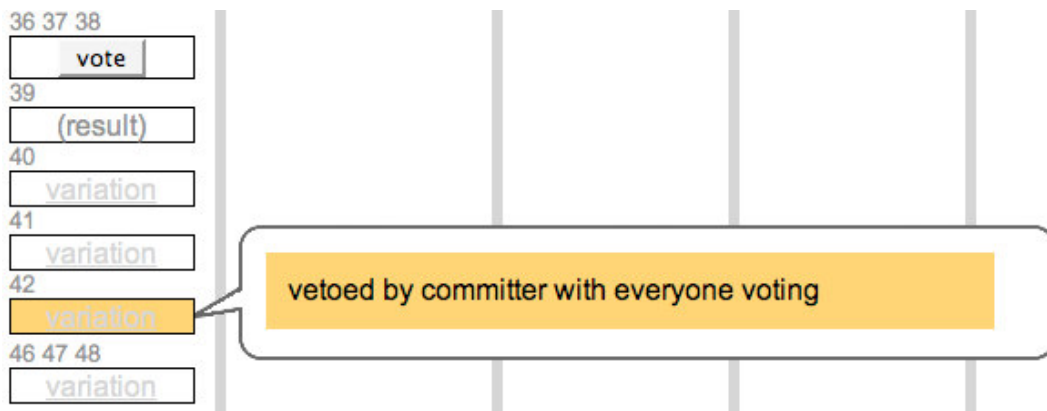 36 37 38
vote
39
(result)
40
variation
41
variation
42
variation
vetoed by committer with everyone voting
46 47 48
variation